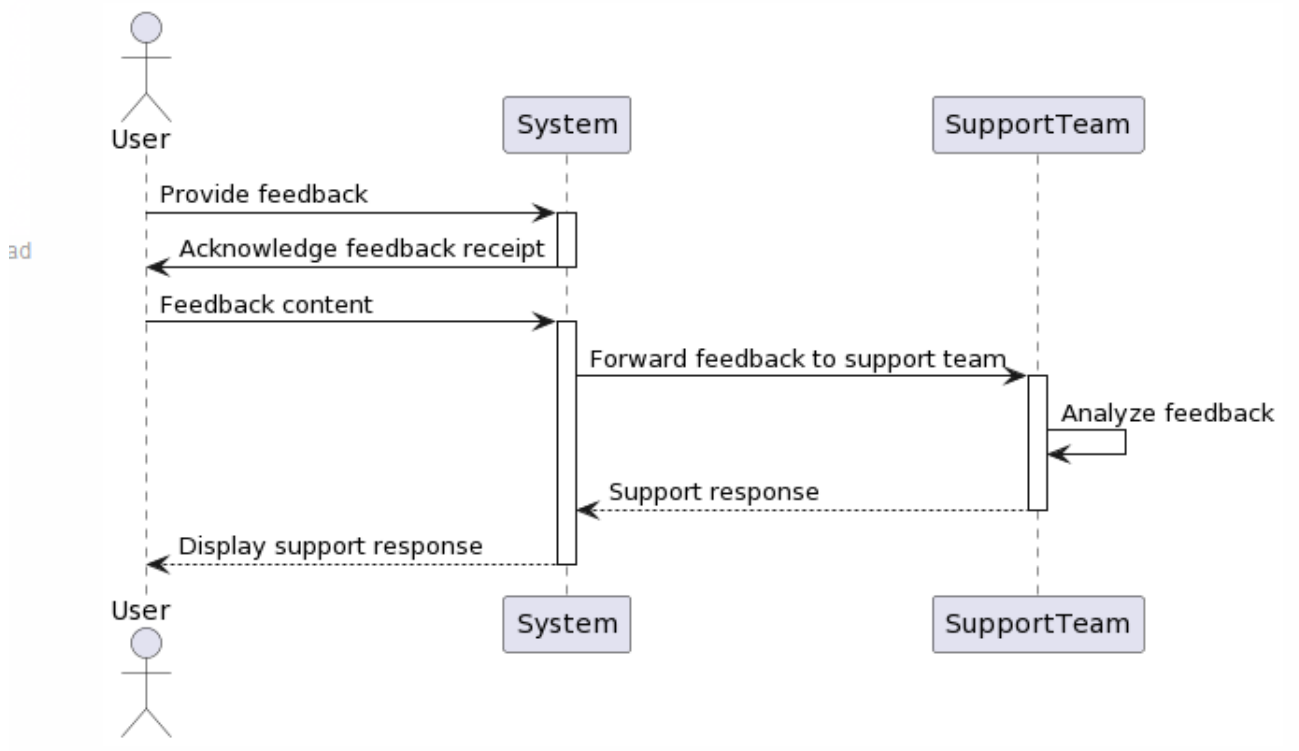 User
System
SupportTeam
Provide feedback
ad
Acknowledge feedback receipt
Feedback content
Forward feedback to support team
Analyze feedback
Support response
Display support response
User
System
SupportTeam